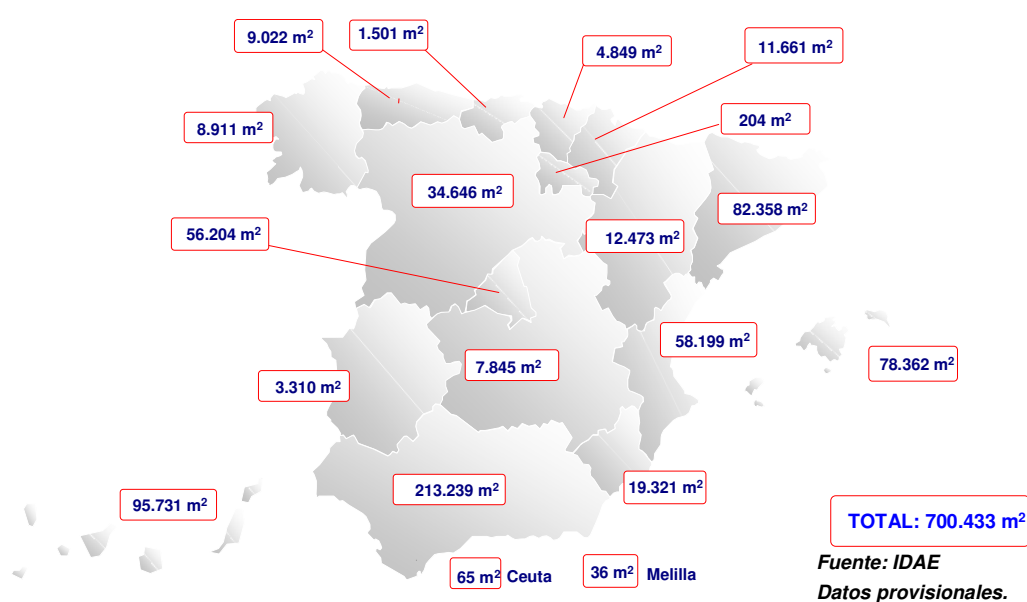 9.022 m²
1.501 m²
4.849 m²
11.661 m²
204 m²
8.911 m²
34.646 m²
82.358 m²
56.204 m²
12.473 m²
58.199 m²
78.362 m²
7.845 m²
3.310 m²
213.239 m²
19.321 m²
95.731 m²
TOTAL: 700.433 m²
Fuente: IDAE
65 m² Ceuta
36 m² Melilla
Datos provisionales.